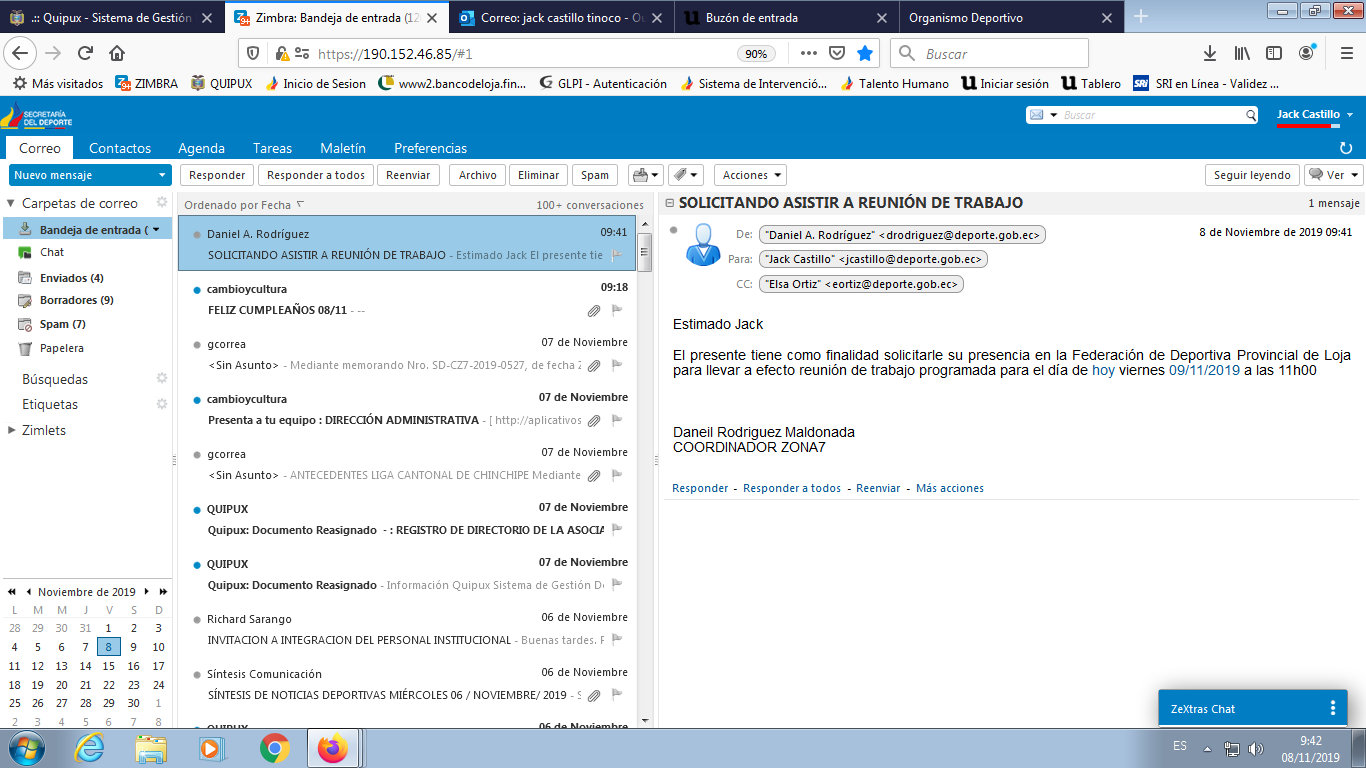 .:: Quipux - Sistema de Gestión
Zimbra: Bandeja de entrada (12
Correo: jack castillo tinoco - Ou
Buzón de entrada
Organismo Deportivo
https://190.152.46.85/#1
90%
Buscar
Más visitados ZIMBRA QUIPUX Inicio de Sesion www2.bancodeloja.fin... GLPI - Autenticación Sistema de Intervenció... Talento Humano Iniciar sesión Tablero SRI en Línea - Validez ...
SECRETARÍA
DEL DEPORTE
Buscar
Jack Castillo
Correo Contactos Agenda Tareas Maletín Preferencias
Nuevo mensaje
Responder Responder a todos Reenviar Archivo Eliminar Spam Acciones Seguir leyendo Ver
Carpetas de correo
Bandeja de entrada (
Chat
Enviados (4)
Borradores (9)
Spam (7)
Papelera
Búsquedas
Etiquetas
Zimlets
Noviembre de 2019
L M M J V S D
28 29 30 31 1 2 3
4 5 6 7 8 9 10
11 12 13 14 15 16 17
18 19 20 21 22 23 24
25 26 27 28 29 30 1
2 3 4 5 6 7 8
Ordenado por Fecha 100+ conversaciones
Daniel A. Rodríguez 09:41
SOLICITANDO ASISTIR A REUNIÓN DE TRABAJO - Estimado Jack El presente tie
cambioycultura 09:18
FELIZ CUMPLEAÑOS 08/11 - --
gcorrea 07 de Noviembre
<Sin Asunto> - Mediante memorando Nro. SD-CZ7-2019-0527, de fecha 2
cambioycultura 07 de Noviembre
Presenta a tu equipo : DIRECCIÓN ADMINISTRATIVA - [ http://aplicativos
gcorrea 07 de Noviembre
<Sin Asunto> - ANTECEDENTES LIGA CANTONAL DE CHINCHIPE Mediante
QUIPUX 07 de Noviembre
Quipux: Documento Reasignado - : REGISTRO DE DIRECTORIO DE LA ASOCIA
QUIPUX 07 de Noviembre
Quipux: Documento Reasignado - Información Quipux Sistema de Gestión D
Richard Sarango 06 de Noviembre
INVITACION A INTEGRACION DEL PERSONAL INSTITUCIONAL - Buenas tardes. F
Síntesis Comunicación 06 de Noviembre
SÍNTESIS DE NOTICIAS DEPORTIVAS MIÉRCOLES 06 / NOVIEMBRE/ 2019 - S
QUIPUX 06 de Noviembre
SOLICITANDO ASISTIR A REUNIÓN DE TRABAJO 1 mensaje
De: "Daniel A. Rodríguez" <drodriguez@deporte.gob.ec> 8 de Noviembre de 2019 09:41
Para: "Jack Castillo" <jcastillo@deporte.gob.ec>
CC: "Elsa Ortiz" <eortiz@deporte.gob.ec>
Estimado Jack
El presente tiene como finalidad solicitarle su presencia en la Federación de Deportiva Provincial de Loja
para llevar a efecto reunión de trabajo programada para el día de hoy viernes 09/11/2019 a las 11h00
Daneil Rodriguez Maldonada
COORDINADOR ZONA7
Responder - Responder a todos - Reenviar - Más acciones
ZeXtras Chat
ES
9:42
08/11/2019